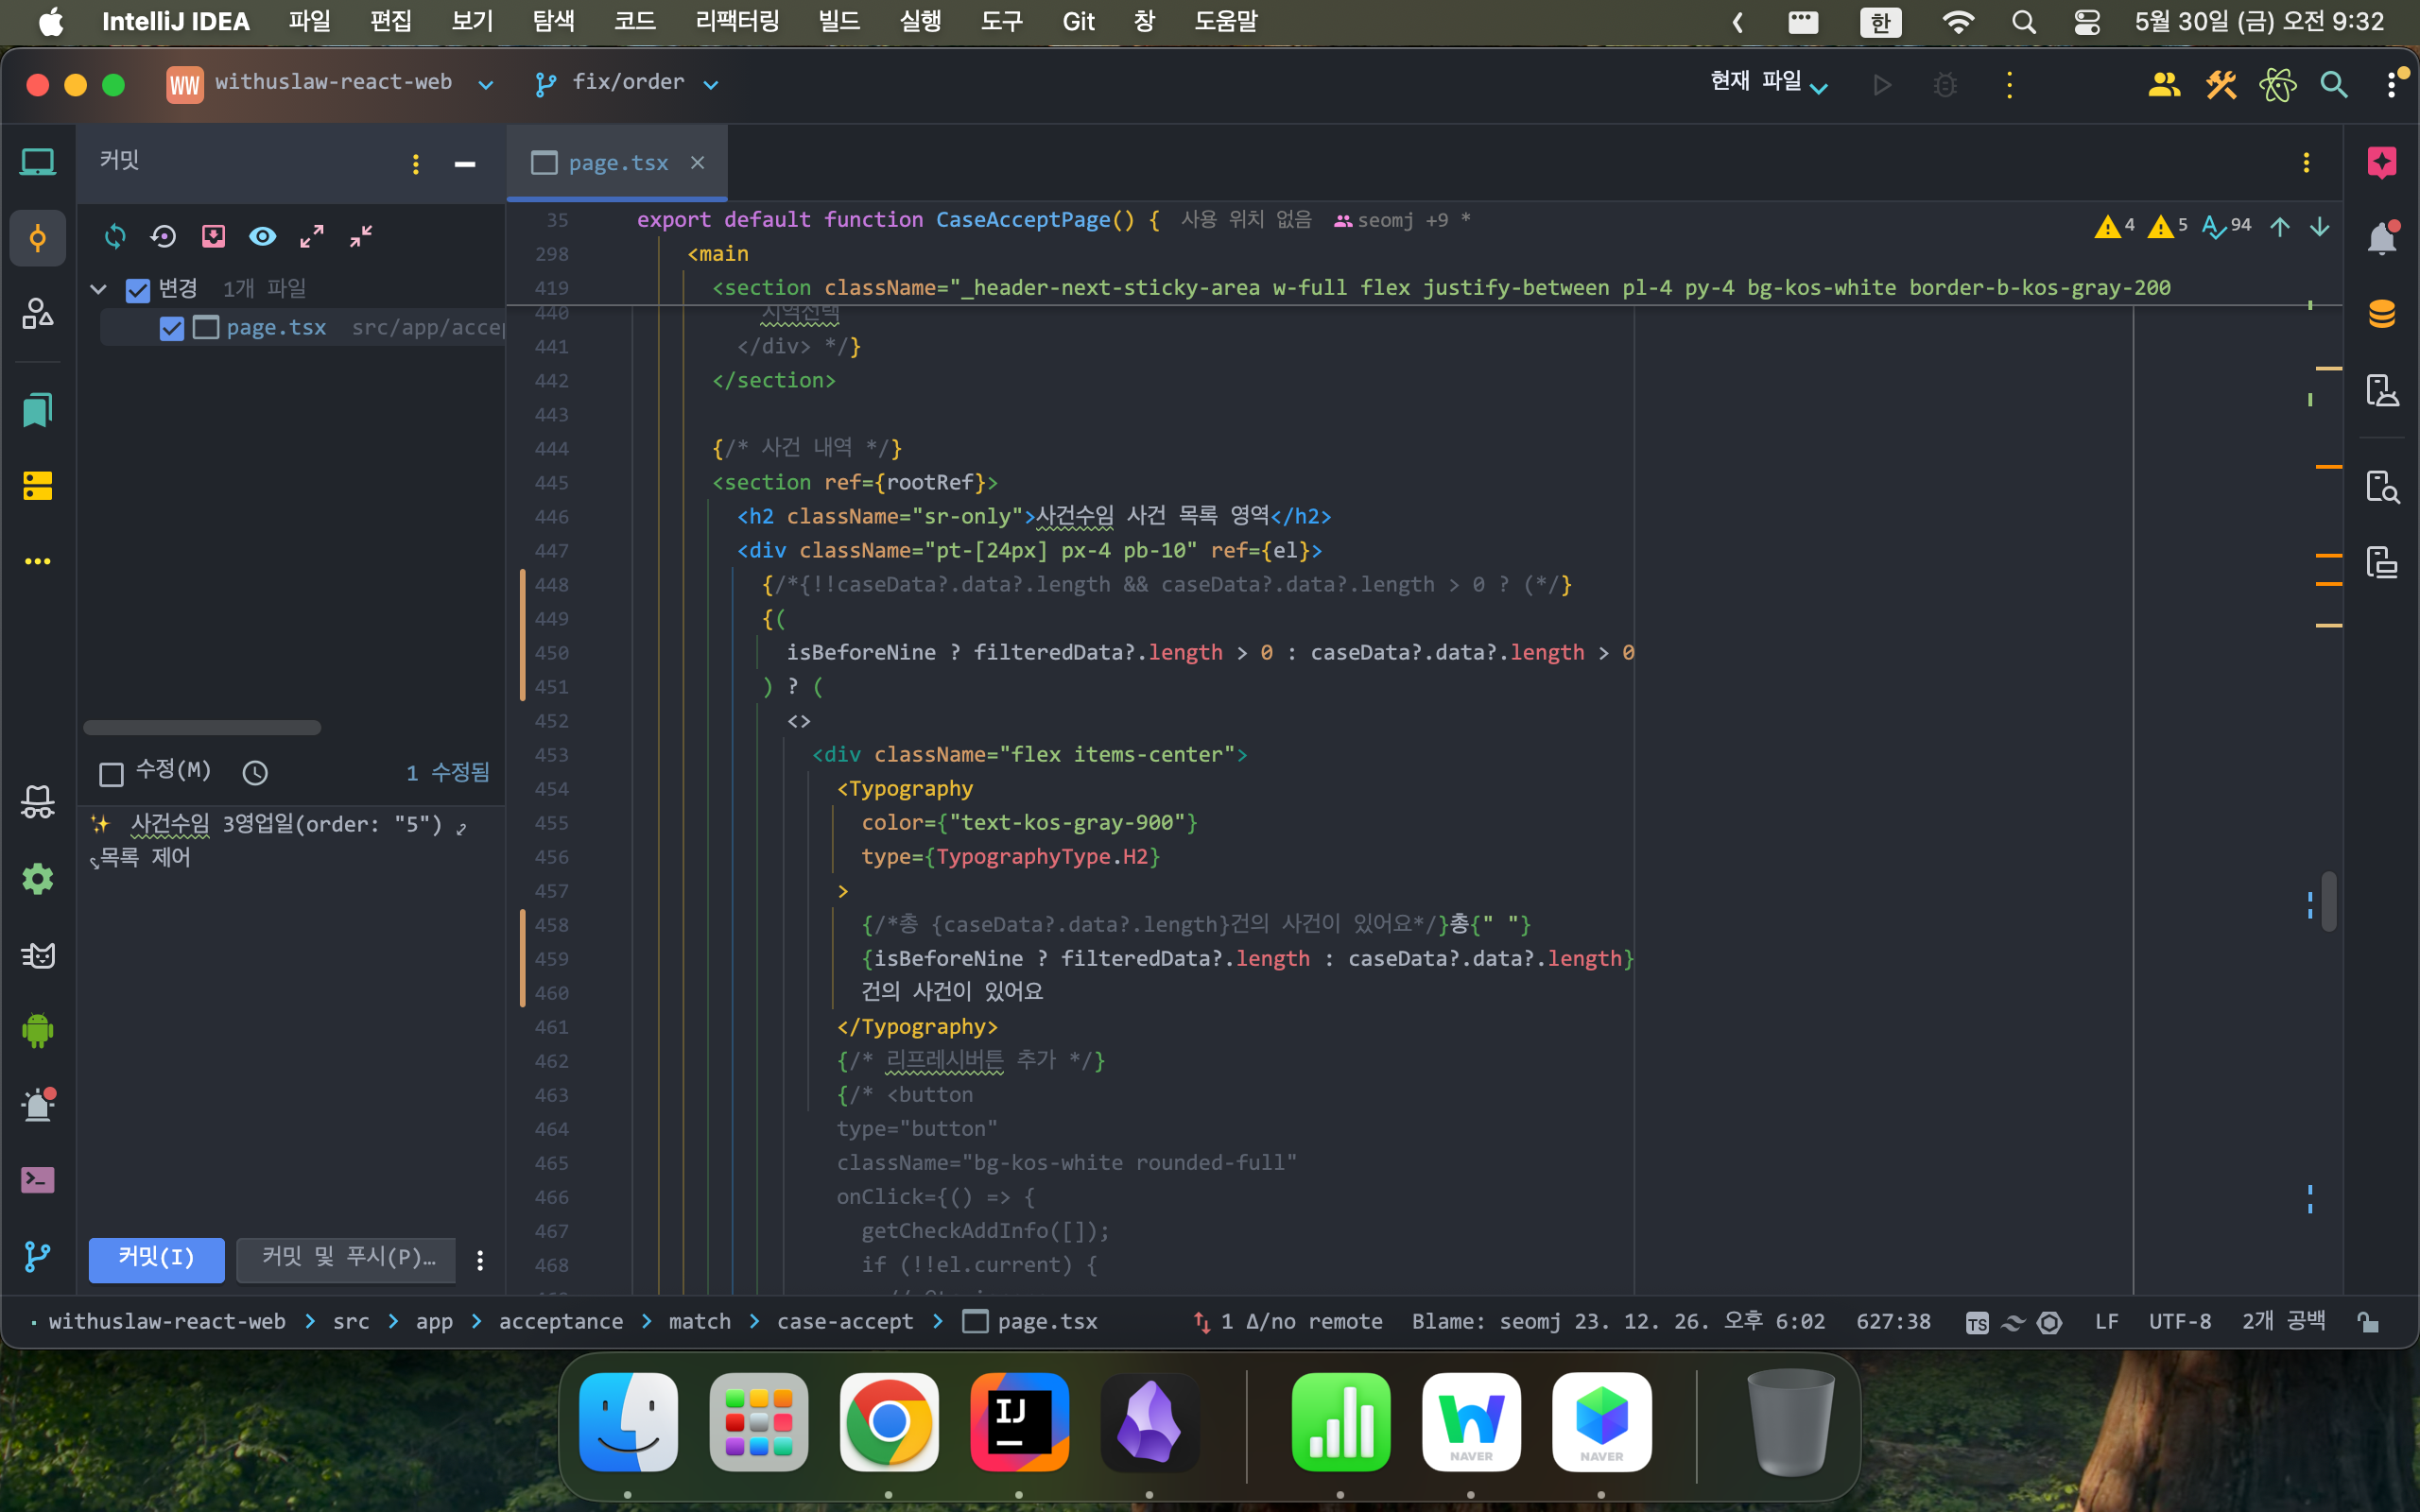 IntelliJ IDEA 파일 편집 보기 탐색 코드 리팩터링 빌드 실행 도구 Git 창 도움말 한 5월 30일 (금) 오전 9:32
WW withuslaw-react-web fix/order 현재 파일
커밋
page.tsx
변경 1개 파일
page.tsx src/app/accep
수정(M) 1 수정됨
✨ 사건수임 3영업일(order: "5")
목록 제어
커밋(I) 커밋 및 푸시(P)...
35 export default function CaseAcceptPage() { 사용 위치 없음 seomj +9 *
4 5 94
298 <main
419 <section className="_header-next-sticky-area w-full flex justify-between pl-4 py-4 bg-kos-white border-b-kos-gray-200
440 지역선택
441 </div> */}
442 </section>
443
444 {/* 사건 내역 */}
445 <section ref={rootRef}>
446 <h2 className="sr-only">사건수임 사건 목록 영역</h2>
447 <div className="pt-[24px] px-4 pb-10" ref={el}>
448 {/*{!!caseData?.data?.length && caseData?.data?.length > 0 ? (*/}
449 {(
450 isBeforeNine ? filteredData?.length > 0 : caseData?.data?.length > 0
451 ) ? (
452 <>
453 <div className="flex items-center">
454 <Typography
455 color={"text-kos-gray-900"}
456 type={TypographyType.H2}
457 >
458 {/*총 {caseData?.data?.length}건의 사건이 있어요*/}총{" "}
459 {isBeforeNine ? filteredData?.length : caseData?.data?.length}
460 건의 사건이 있어요
461 </Typography>
462 {/* 리프레시버튼 추가 */}
463 {/* <button
464 type="button"
465 className="bg-kos-white rounded-full"
466 onClick={() => {
467 getCheckAddInfo([]);
468 if (!!el.current) {
withuslaw-react-web > src > app > acceptance > match > case-accept > page.tsx 1 Δ/no remote Blame: seomj 23. 12. 26. 오후 6:02 627:38 TS LF UTF-8 2개 공백
IJ
NAVER
NAVER